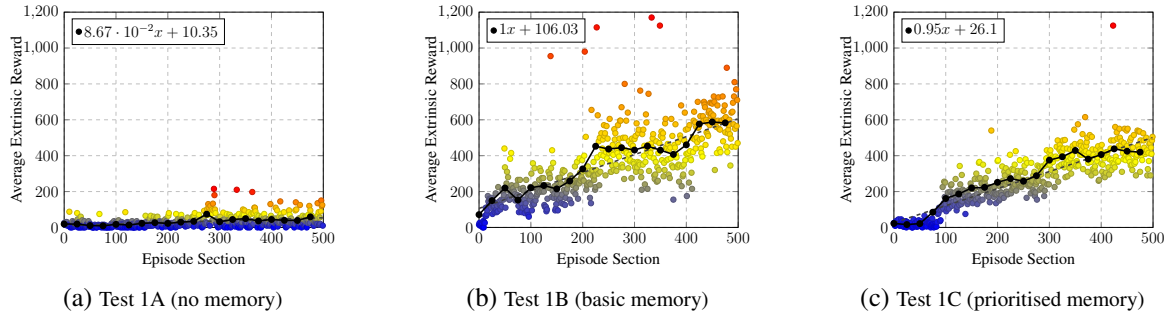 1,200
1,000
800
600
400
200
0
0 100 200 300 400 500
Average Extrinsic Reward
Episode Section
8.67 · 10⁻²x + 10.35
(a) Test 1A (no memory)
1,200
1,000
800
600
400
200
0
0 100 200 300 400 500
Average Extrinsic Reward
Episode Section
1x + 106.03
(b) Test 1B (basic memory)
1,200
1,000
800
600
400
200
0
0 100 200 300 400 500
Average Extrinsic Reward
Episode Section
0.95x + 26.1
(c) Test 1C (prioritised memory)